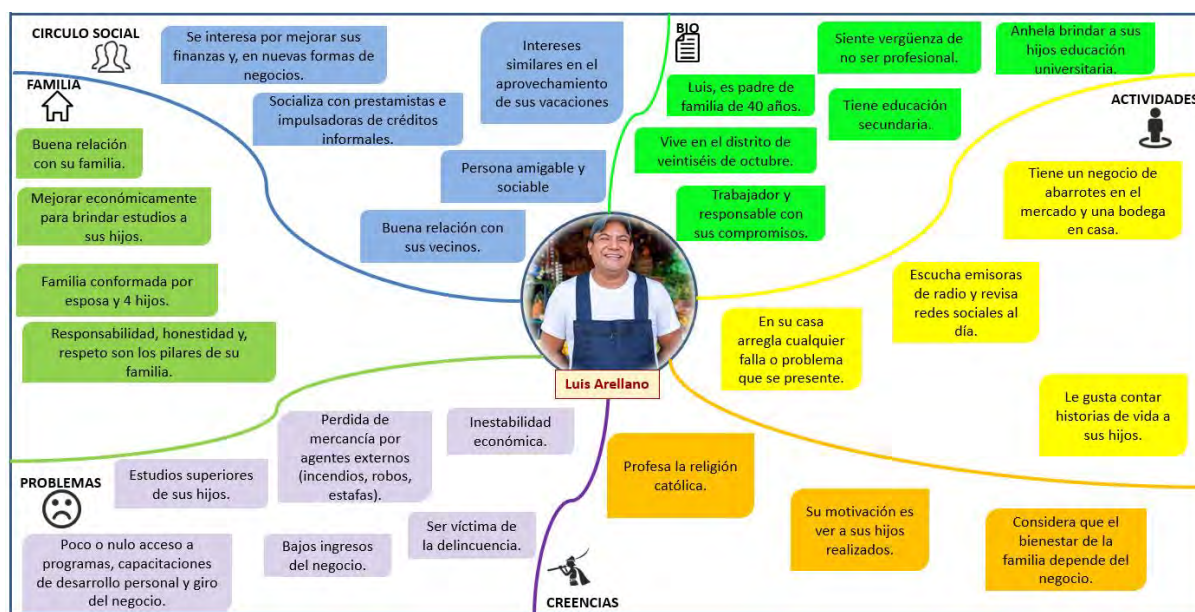 CIRCULO SOCIAL
Se interesa por mejorar sus
finanzas y, en nuevas formas de
negocios.
Socializa con prestamistas e
impulsadoras de créditos
informales.
Intereses
similares en el
aprovechamiento
de sus vacaciones
Persona amigable y
sociable
Buena relación con
sus vecinos.
BIO
Siente vergüenza de
no ser profesional.
Anhela brindar a sus
hijos educación
universitaria.
Luis, es padre de
familia de 40 años.
Tiene educación
secundaria.
Vive en el distrito de
veintiséis de octubre.
Trabajador y
responsable con
sus compromisos.
FAMILIA
Buena relación
con su familia.
Mejorar económicamente
para brindar estudios a
sus hijos.
Familia conformada por
esposa y 4 hijos.
Responsabilidad, honestidad y,
respeto son los pilares de su
familia.
ACTIVIDADES
Tiene un negocio de
abarrotes en el
mercado y una bodega
en casa.
Escucha emisoras
de radio y revisa
redes sociales al
día.
En su casa
arregla cualquier
falla o problema
que se presente.
Le gusta contar
historias de vida a
sus hijos.
Luis Arellano
PROBLEMAS
Estudios superiores
de sus hijos.
Perdida de
mercancía por
agentes externos
(incendios, robos,
estafas).
Inestabilidad
económica.
Poco o nulo acceso a
programas, capacitaciones
de desarrollo personal y giro
del negocio.
Bajos ingresos
del negocio.
Ser víctima de
la delincuencia.
CREENCIAS
Profesa la religión
católica.
Su motivación es
ver a sus hijos
realizados.
Considera que el
bienestar de la
familia depende del
negocio.